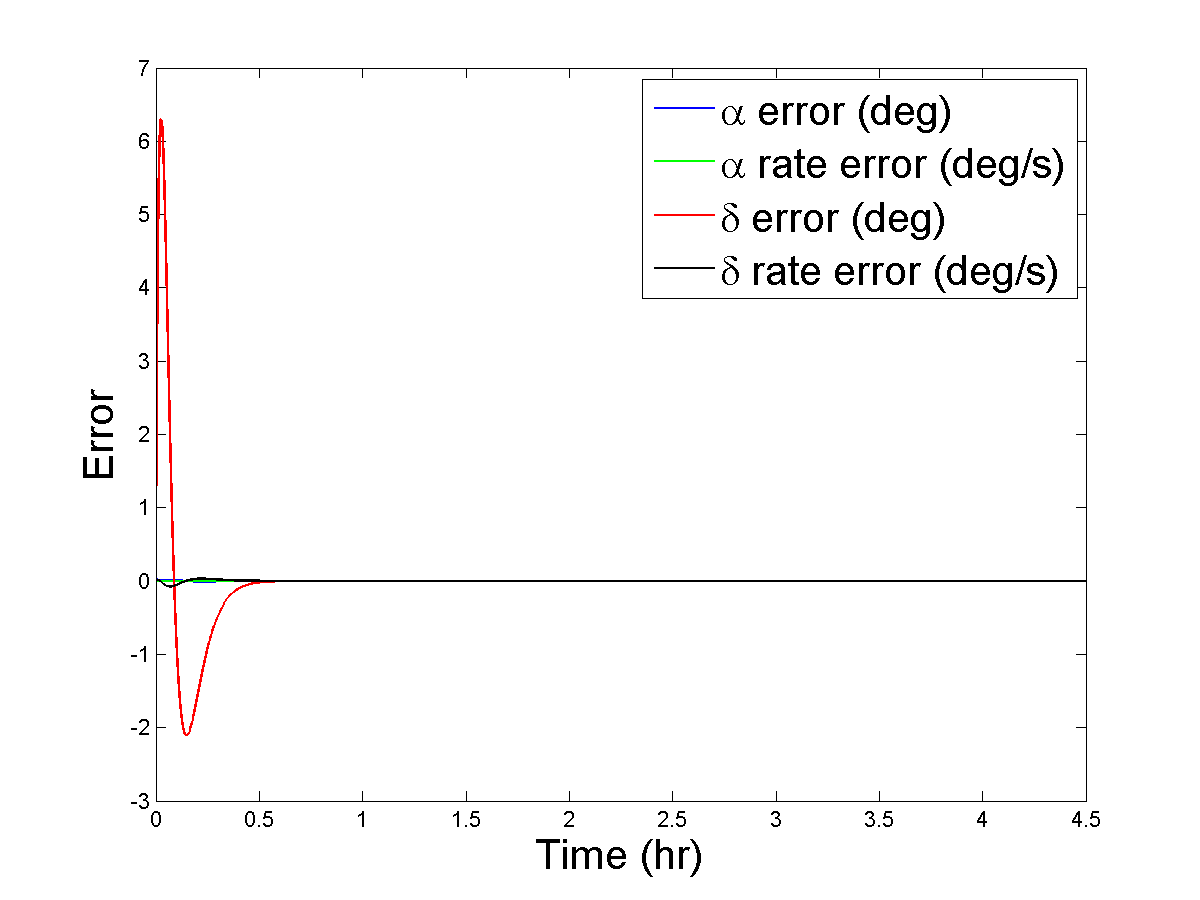 7
6
5
4
3
2
1
0
-1
-2
-3
Error
α error (deg)
α rate error (deg/s)
δ error (deg)
δ rate error (deg/s)
0 0.5 1 1.5 2 2.5 3 3.5 4 4.5
Time (hr)